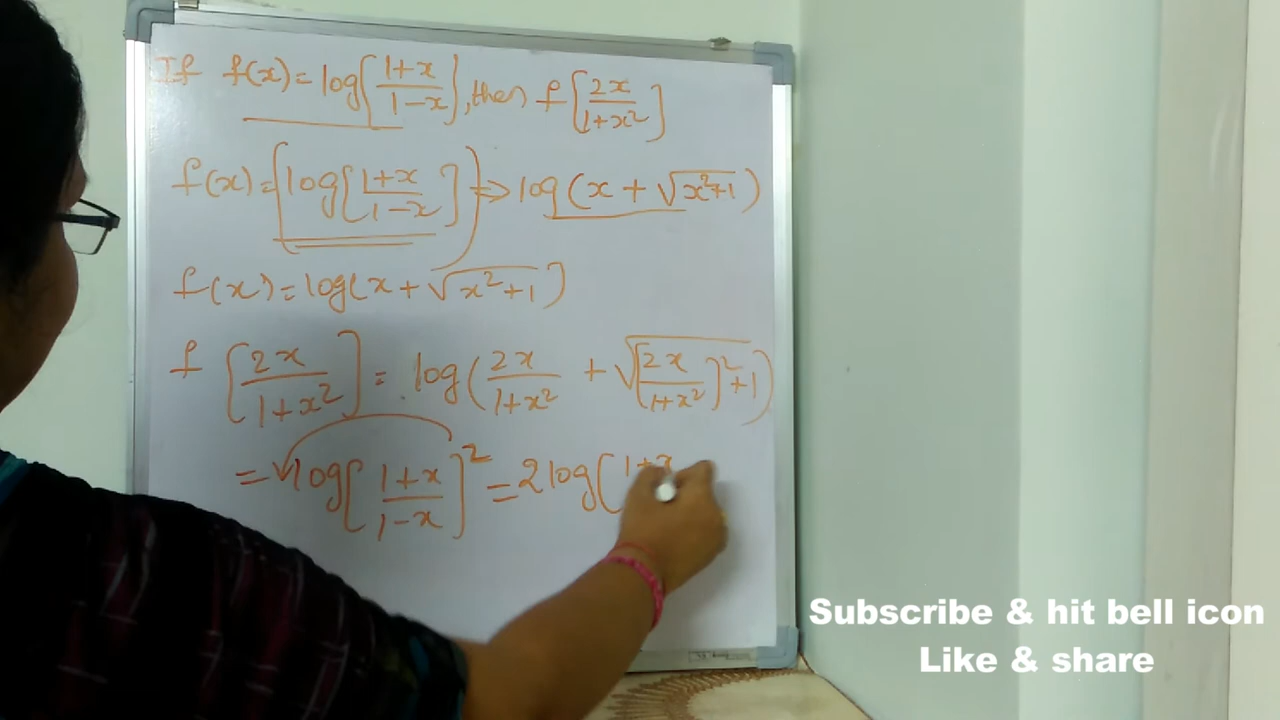 If f(x) = log[1+x/1-x], then f[2x/1+x²]
f(x) = [log[1+x/1-x]] => log(x + √x²+1)
f(x) = log(x + √x²+1)
f[2x/1+x²] = log(2x/1+x² + √[2x/1+x²]²+1)
= log[1+x/1-x]² = 2log(1+x
Subscribe & hit bell icon
Like & share